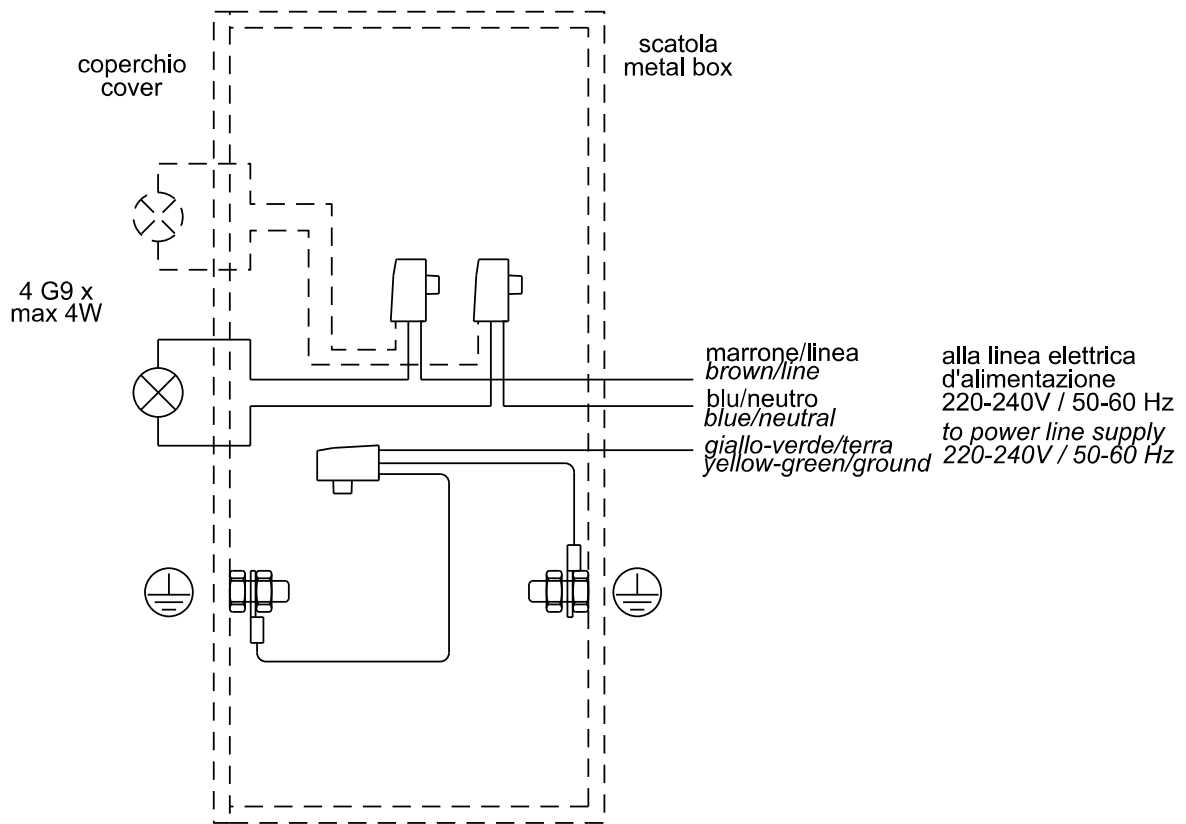 coperchio
cover
scatola
metal box
4 G9 x
max 4W
marrone/linea
brown/line
blu/neutro
blue/neutral
giallo-verde/terra
yellow-green/ground
alla linea elettrica
d'alimentazione
220-240V / 50-60 Hz
to power line supply
220-240V / 50-60 Hz